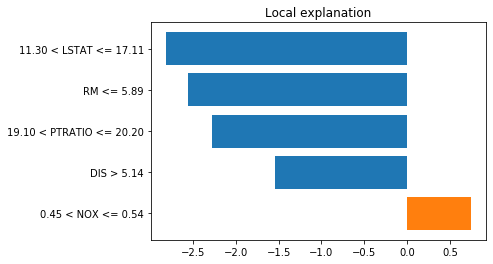 Local explanation
11.30 < LSTAT <= 17.11
RM <= 5.89
19.10 < PTRATIO <= 20.20
DIS > 5.14
0.45 < NOX <= 0.54
−2.5 −2.0 −1.5 −1.0 −0.5 0.0 0.5